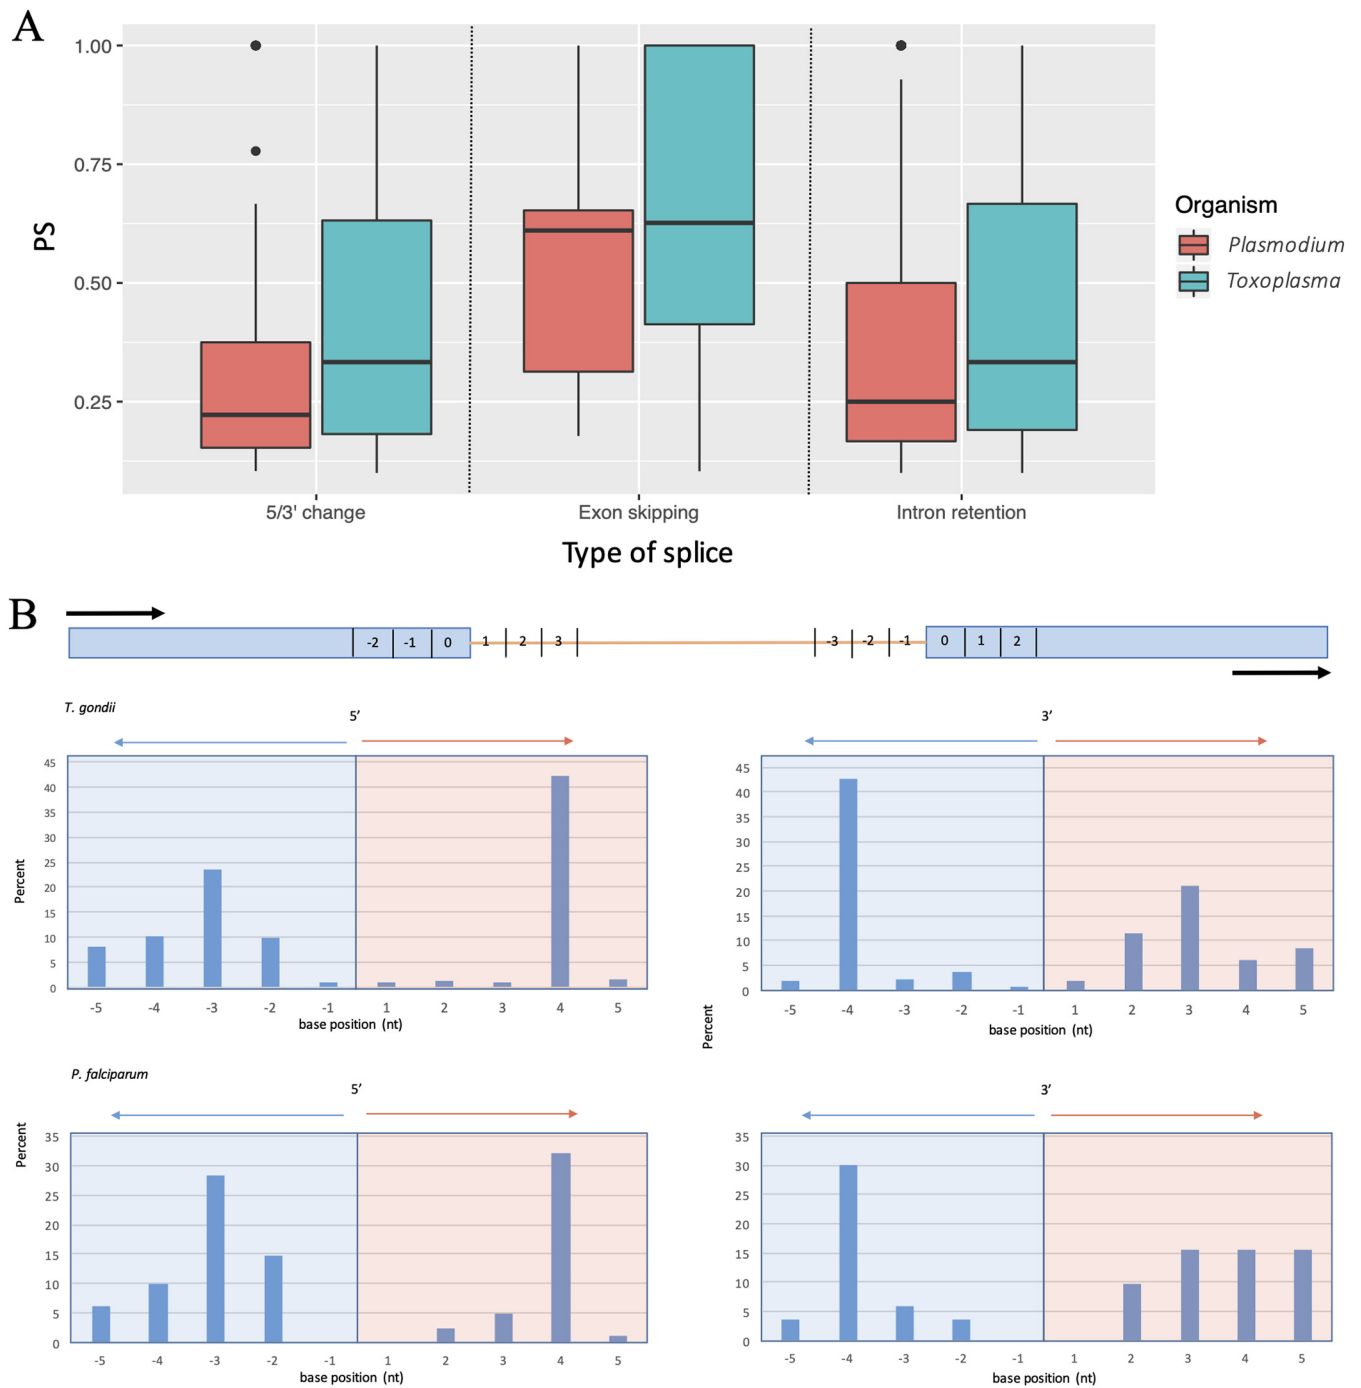 A
1.00
0.75
0.50
0.25
PS
5/3' change Exon skipping Intron retention
Type of splice
Organism
Plasmodium
Toxoplasma
B
-2 -1 0 1 2 3 -3 -2 -1 0 1 2
T. gondii
5’
45
40
35
30
25
20
15
10
5
0
Percent
-5 -4 -3 -2 -1 1 2 3 4 5
base position (nt)
3’
45
40
35
30
25
20
15
10
5
0
Percent
-5 -4 -3 -2 -1 1 2 3 4 5
base position (nt)
P. falciparum
5’
35
30
25
20
15
10
5
0
Percent
-5 -4 -3 -2 -1 1 2 3 4 5
base position (nt)
3’
35
30
25
20
15
10
5
0
-5 -4 -3 -2 -1 1 2 3 4 5
base position (nt)